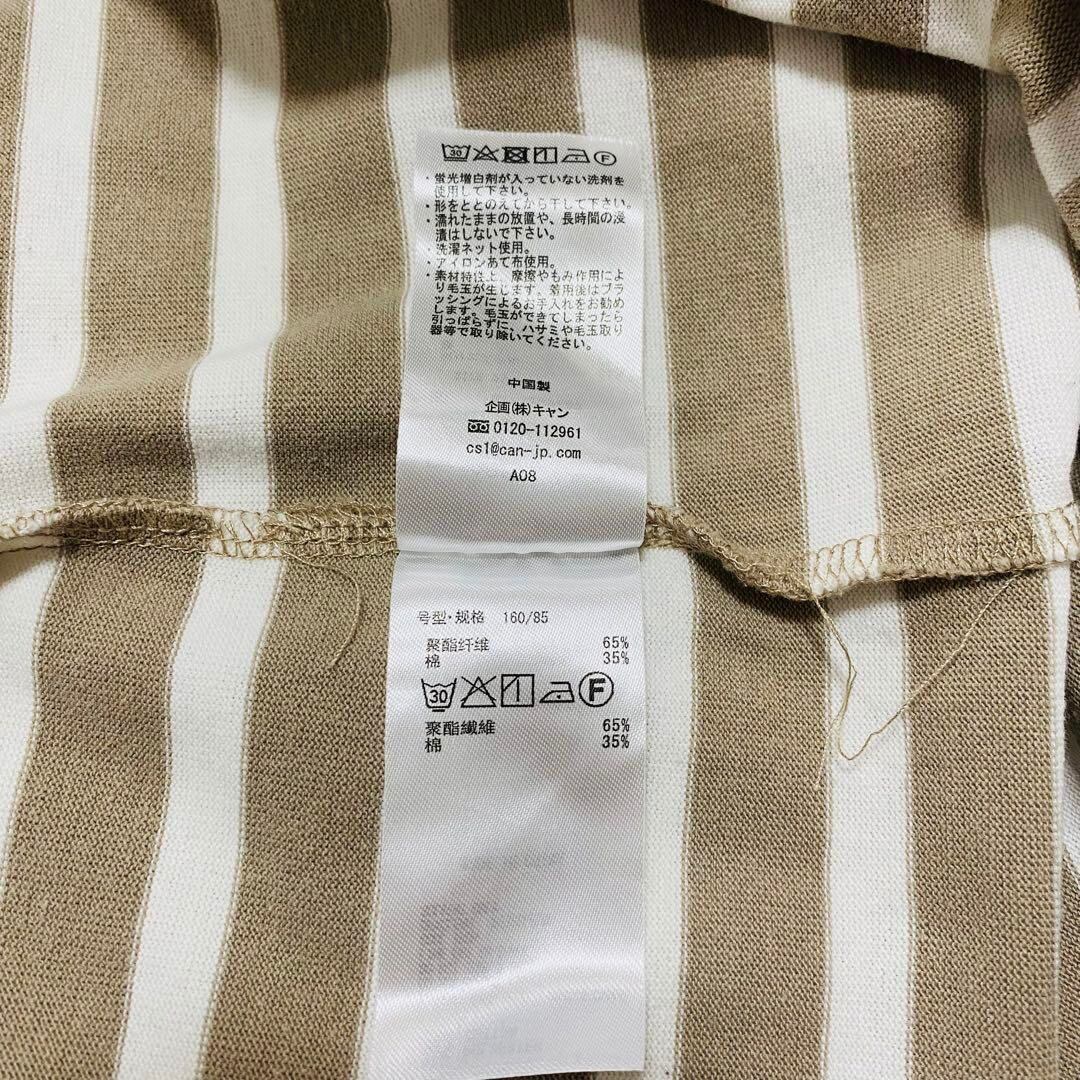 30 F
・蛍光増白剤が入っていない洗剤を
使用して下さい。
・形をととのえてから干して下さい。
・濡れたままの放置や、長時間の浸
漬はしないで下さい。
・洗濯ネット使用。
・アイロンあて布使用。
・素材特性上、摩擦やもみ作用によ
り毛玉が生じます。着用後はブラ
ッシングによるお手入れをお勧め
します。毛玉ができてしまったら
引っぱらずに、ハサミや毛玉取り
器等で取り除いてください。
中国製
企画(株)キャン
0120-112961
cs1@can-jp.com
A08
号型・规格 160/85
聚酯纤维 65%
棉 35%
30 F
聚酯纖維 65%
棉 35%